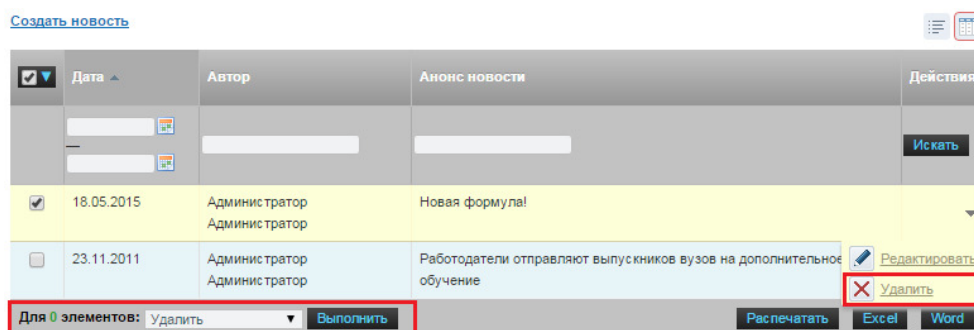 Создать новость
Дата Автор Анонс новости Действия
—
Искать
18.05.2015 Администратор Администратор Новая формула!
23.11.2011 Администратор Администратор Работодатели отправляют выпускников вузов на дополнительное обучение
Редактировать
Удалить
Для 0 элементов: Удалить Выполнить Распечатать Excel Word